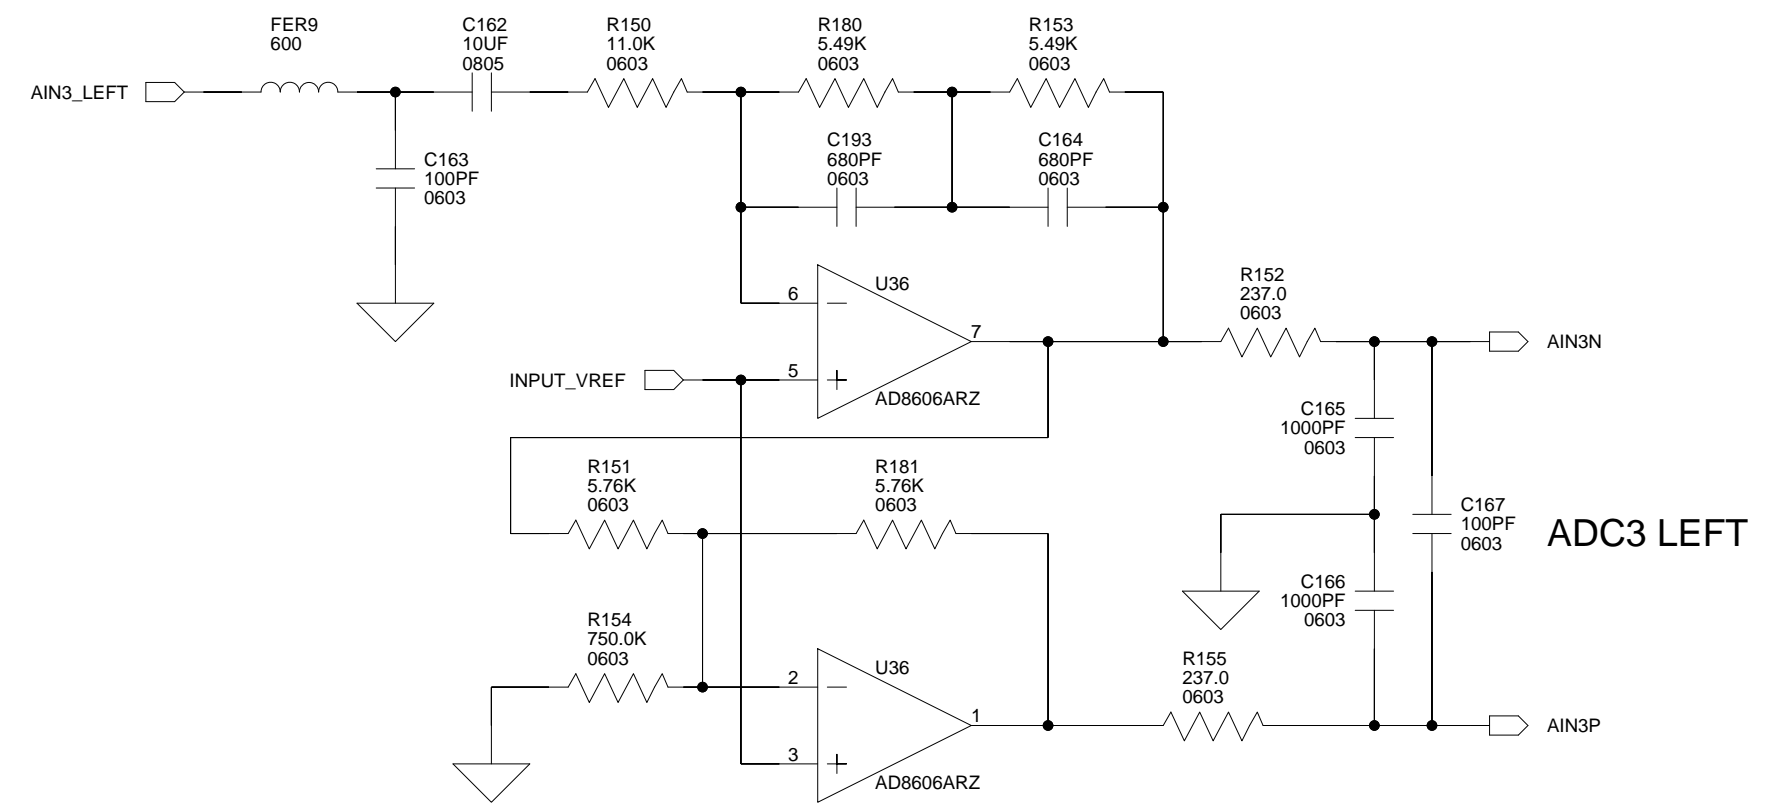 FER9
600
C162
10UF
0805
R150
11.0K
0603
R180
5.49K
0603
R153
5.49K
0603
AIN3_LEFT
C163
100PF
0603
C193
680PF
0603
C164
680PF
0603
U36
6
7
5
AD8606ARZ
INPUT_VREF
R152
237.0
0603
AIN3N
C165
1000PF
0603
R151
5.76K
0603
R181
5.76K
0603
C167
100PF
0603
ADC3 LEFT
C166
1000PF
0603
R154
750.0K
0603
U36
2
1
3
AD8606ARZ
R155
237.0
0603
AIN3P